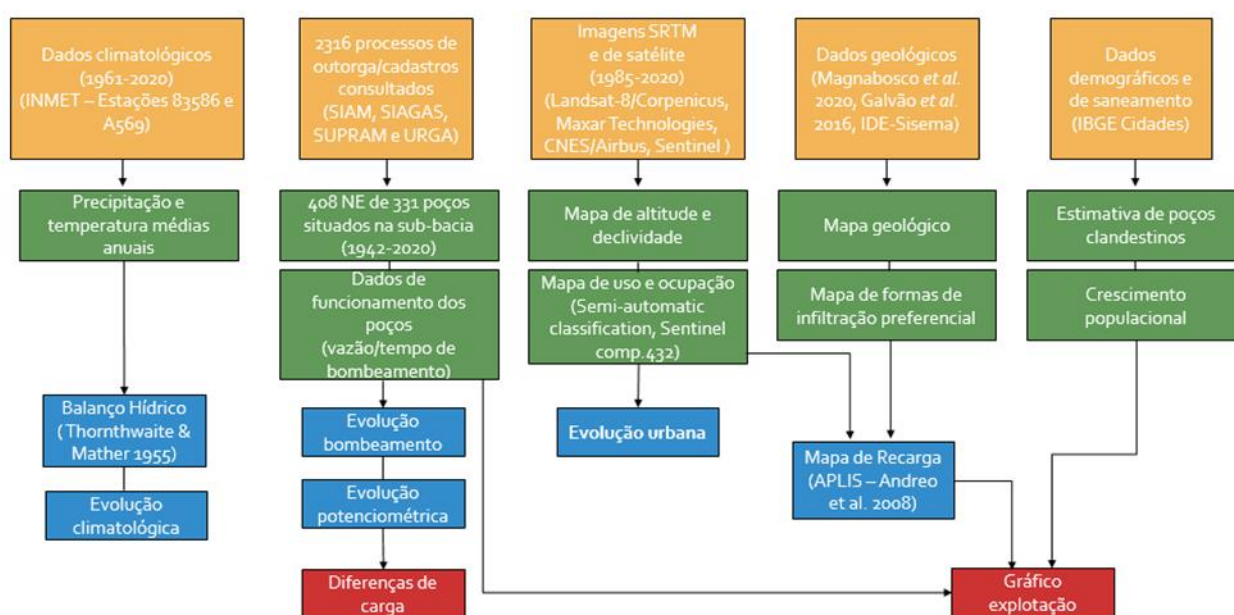 Dados climatológicos
(1961-2020)
(INMET – Estações 83586 e
A569)
2316 processos de
outorga/cadastros
consultados
(SIAM, SIAGAS,
SUPRAM e URGA)
Imagens SRTM
e de satélite
(1985-2020)
(Landsat-8/Corpenicus,
Maxar Technologies,
CNES/Airbus, Sentinel )
Dados geológicos
(Magnabosco et al.
2020, Galvão et al.
2016, IDE-Sisema)
Dados
demográficos e
de saneamento
(IBGE Cidades)
Precipitação e
temperatura médias
anuais
408 NE de 331 poços
situados na sub-bacia
(1942-2020)
Mapa de altitude e
declividade
Mapa geológico
Estimativa de poços
clandestinos
Dados de
funcionamento dos
poços
(vazão/tempo de
bombeamento)
Mapa de uso e ocupação
(Semi-automatic
classification, Sentinel
comp.432)
Mapa de formas de
infiltração preferencial
Crescimento
populacional
Balanço Hídrico
(Thornthwaite &
Mather 1955)
Evolução
bombeamento
Evolução urbana
Mapa de Recarga
(APLIS – Andreo
et al. 2008)
Evolução
climatológica
Evolução
potenciométrica
Diferenças de
carga
Gráfico
explotação